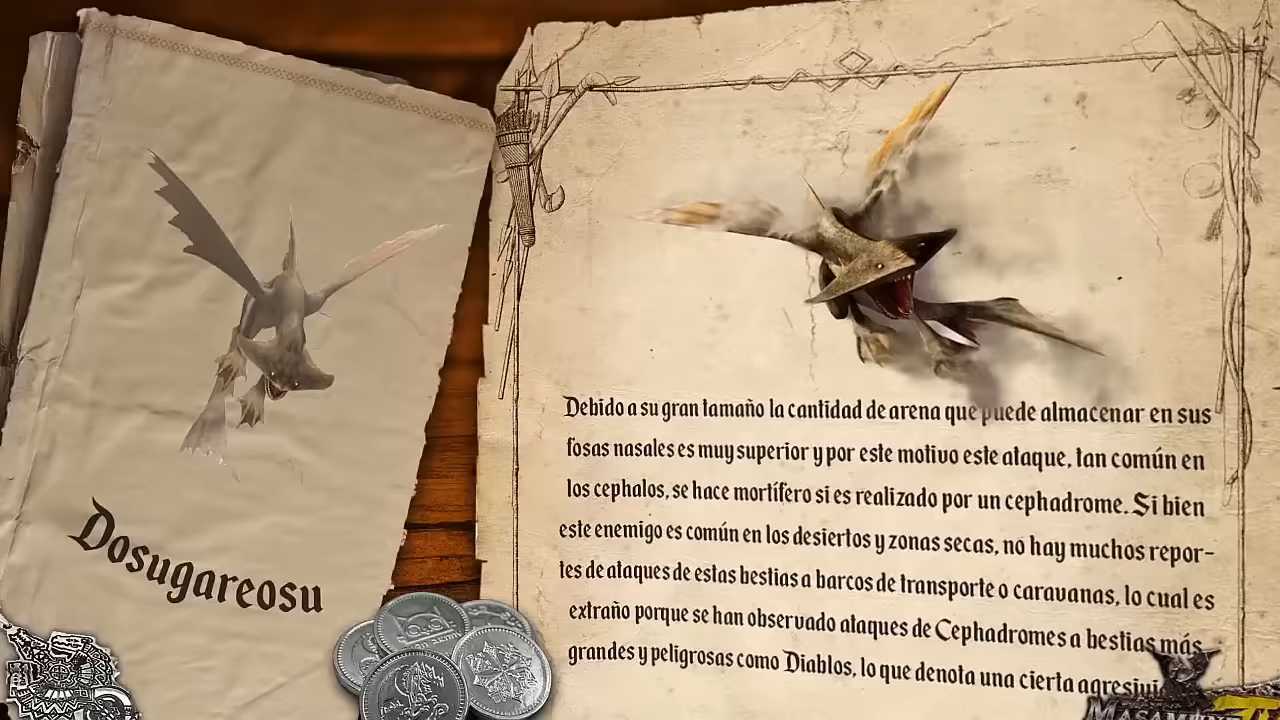 Dosugareosu
Debido a su gran tamaño la cantidad de arena que puede almacenar en sus
fosas nasales es muy superior y por este motivo este ataque, tan común en
los cephalos, se hace mortífero si es realizado por un cephadrome. Si bien
este enemigo es común en los desiertos y zonas secas, no hay muchos repor-
tes de ataques de estas bestias a barcos de transporte o caravanas, lo cual es
extraño porque se han observado ataques de Cephadromes a bestias más
grandes y peligrosas como Diablos, lo que denota una cierta